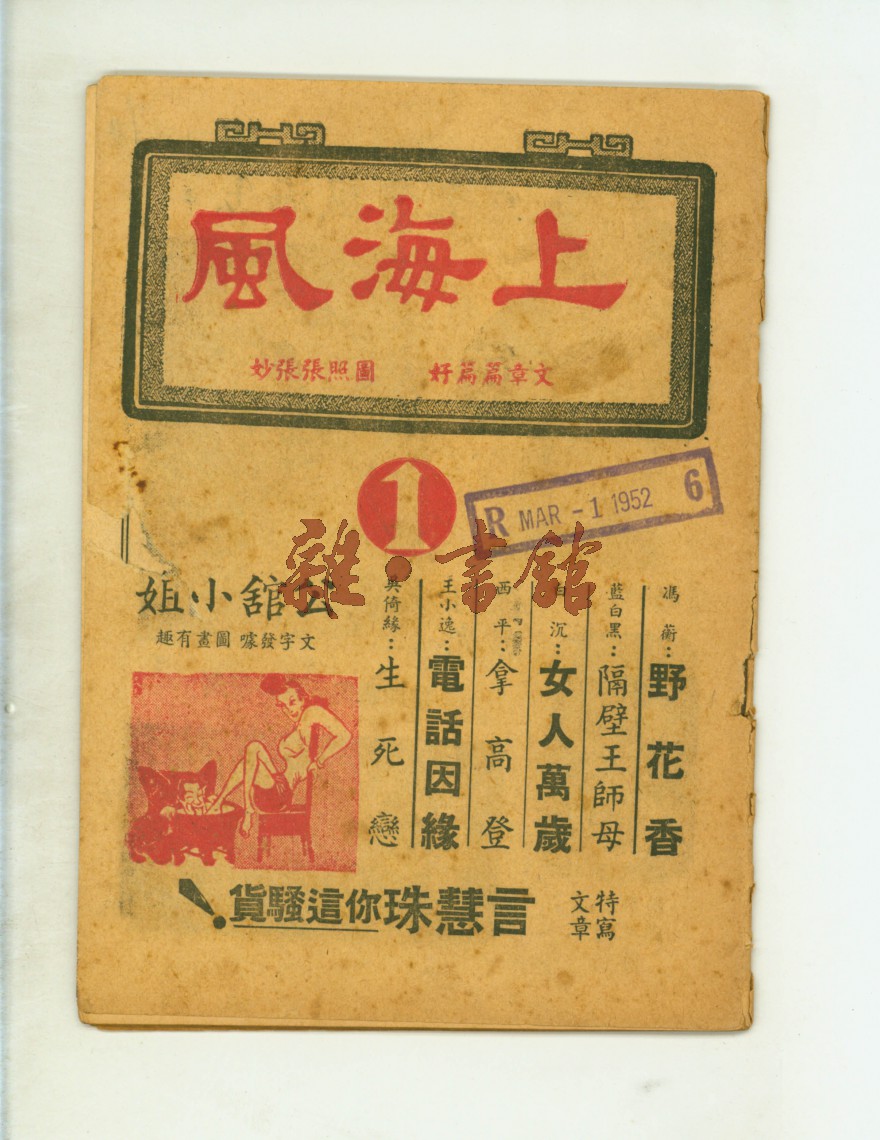 上海風
文章篇篇好 圖照張張妙
1
R MAR -1 1952 6
雜·書館
馮蘅：野花香
藍白黑：隔壁王師母
白沉：女人萬歲
西平：拿高登
王小逸：電話因緣
吳倚緣：生死戀
公舘小姐
文字發噱 圖畫有趣
特寫文章
言慧珠你這騷貨！